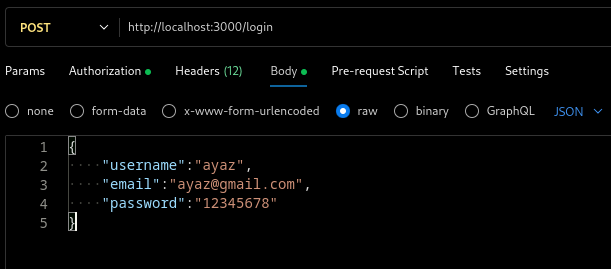 POST http://localhost:3000/login
Params Authorization Headers (12) Body Pre-request Script Tests Settings
none form-data x-www-form-urlencoded raw binary GraphQL JSON
1 {
2 "username":"ayaz",
3 "email":"ayaz@gmail.com",
4 "password":"12345678"
5 }